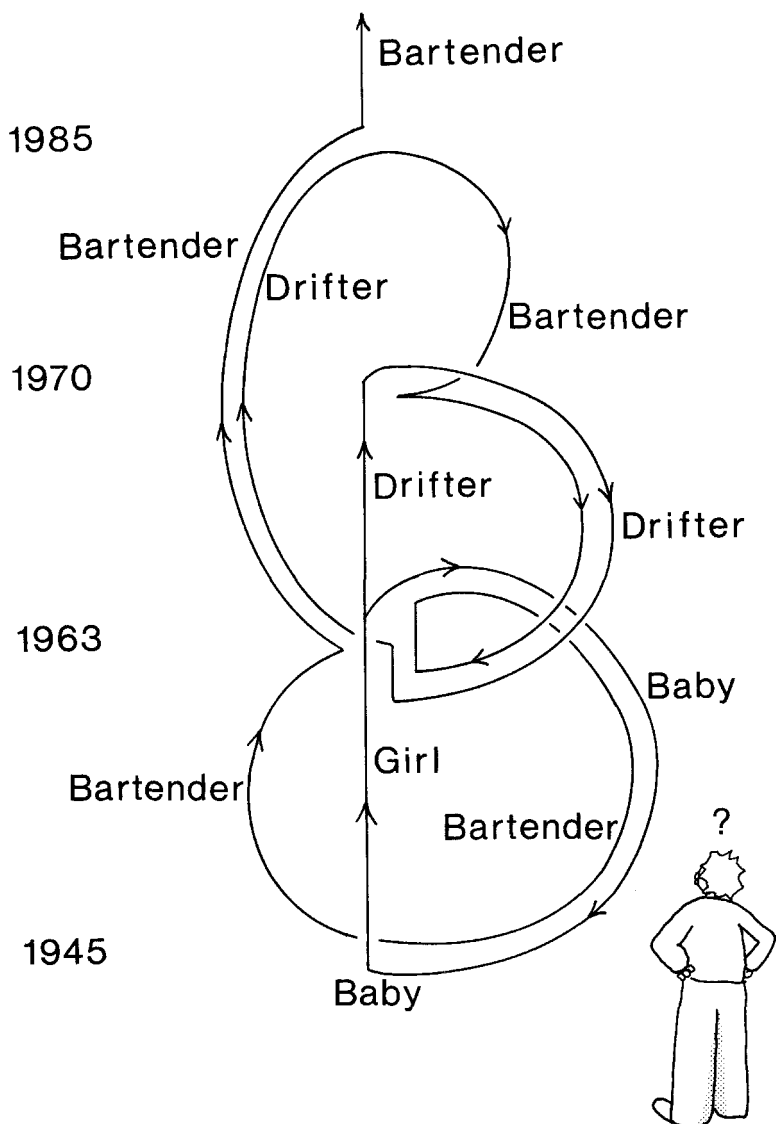 Bartender
1985
Bartender
Drifter
Bartender
1970
Drifter
Drifter
1963
Baby
Girl
Bartender
Bartender
?
1945
Baby